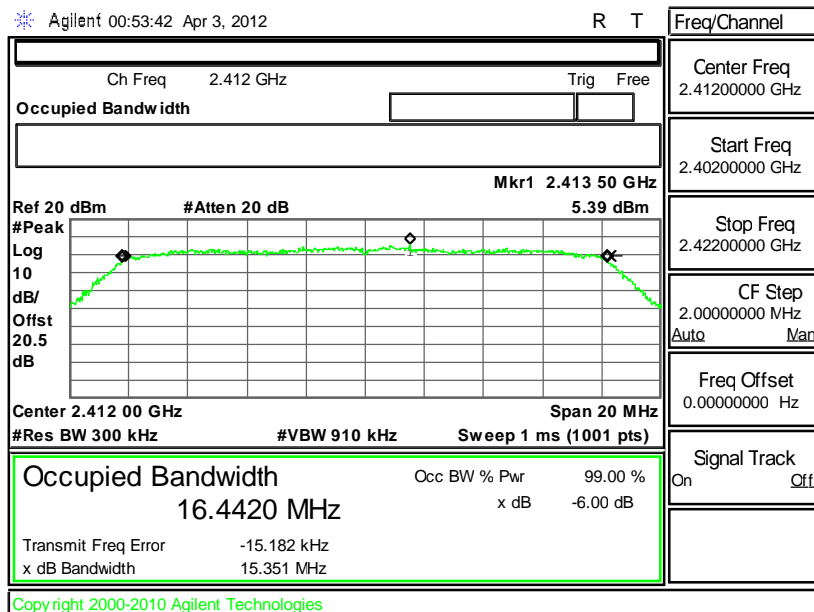 Agilent 00:53:42 Apr 3, 2012 R T
Freq/Channel
Ch Freq 2.412 GHz Trig Free
Occupied Bandwidth
Center Freq
2.41200000 GHz
Start Freq
2.40200000 GHz
Stop Freq
2.42200000 GHz
CF Step
2.00000000 MHz
Auto Man
Freq Offset
0.00000000 Hz
Signal Track
On Off
Mkr1 2.413 50 GHz
Ref 20 dBm #Atten 20 dB 5.39 dBm
#Peak
Log
10
dB/
Offst
20.5
dB
1
Center 2.412 00 GHz Span 20 MHz
#Res BW 300 kHz #VBW 910 kHz Sweep 1 ms (1001 pts)
Occupied Bandwidth Occ BW % Pwr 99.00 %
16.4420 MHz x dB -6.00 dB
Transmit Freq Error -15.182 kHz
x dB Bandwidth 15.351 MHz
Copyright 2000-2010 Agilent Technologies